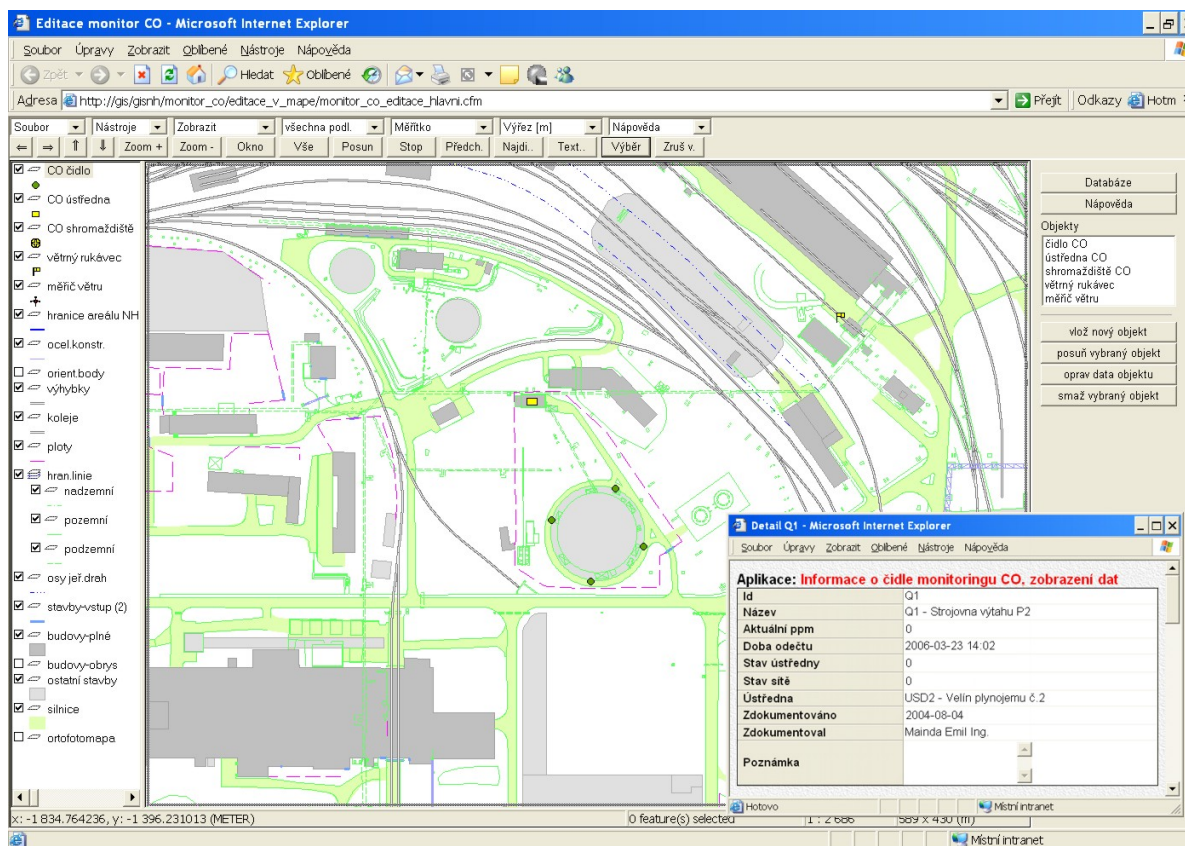 Editace monitor CO - Microsoft Internet Explorer
Soubor Úpravy Zobrazit Oblíbené Nástroje Nápověda
Zpět Hledat Oblíbené
Adresa http://gis/gisnh/monitor_co/editace_v_mape/monitor_co_editace_hlavni.cfm Přejít Odkazy Hotm
Soubor Nástroje Zobrazit všechna podl. Měřítko Výřez [m] Nápověda
Zoom + Zoom - Okno Vše Posun Stop Předch. Najdi.. Text.. Výběr Zruš v.
CO čidlo
CO ústředna
CO shromaždiště
větrný rukávec
měřič větru
hranice areálu NH
ocel.konstr.
orient.body
výhybky
koleje
ploty
hran.linie
nadzemní
pozemní
podzemní
osy jeř.drah
stavby-vstup (2)
budovy-plné
budovy-obrys
ostatní stavby
silnice
ortofotomapa
Databáze
Nápověda
Objekty
čidlo CO
ústředna CO
shromaždiště CO
větrný rukávec
měřič větru
vlož nový objekt
posuň vybraný objekt
oprav data objektu
smaž vybraný objekt
Detail Q1 - Microsoft Internet Explorer
Soubor Úpravy Zobrazit Oblíbené Nástroje Nápověda
Aplikace: Informace o čidle monitoringu CO, zobrazení dat
Id Q1
Název Q1 - Strojovna výtahu P2
Aktuální ppm 0
Doba odečtu 2006-03-23 14:02
Stav ústředny 0
Stav sítě 0
Ústředna USD2 - Velín plynojemu č.2
Zdokumentováno 2004-08-04
Zdokumentoval Mainda Emil Ing.
Poznámka
Hotovo Místní intranet
x: -1 834.764236, y: -1 396.231013 (METER) 0 feature(s) selected 1 : 2 686 589 x 430 (m)
Místní intranet